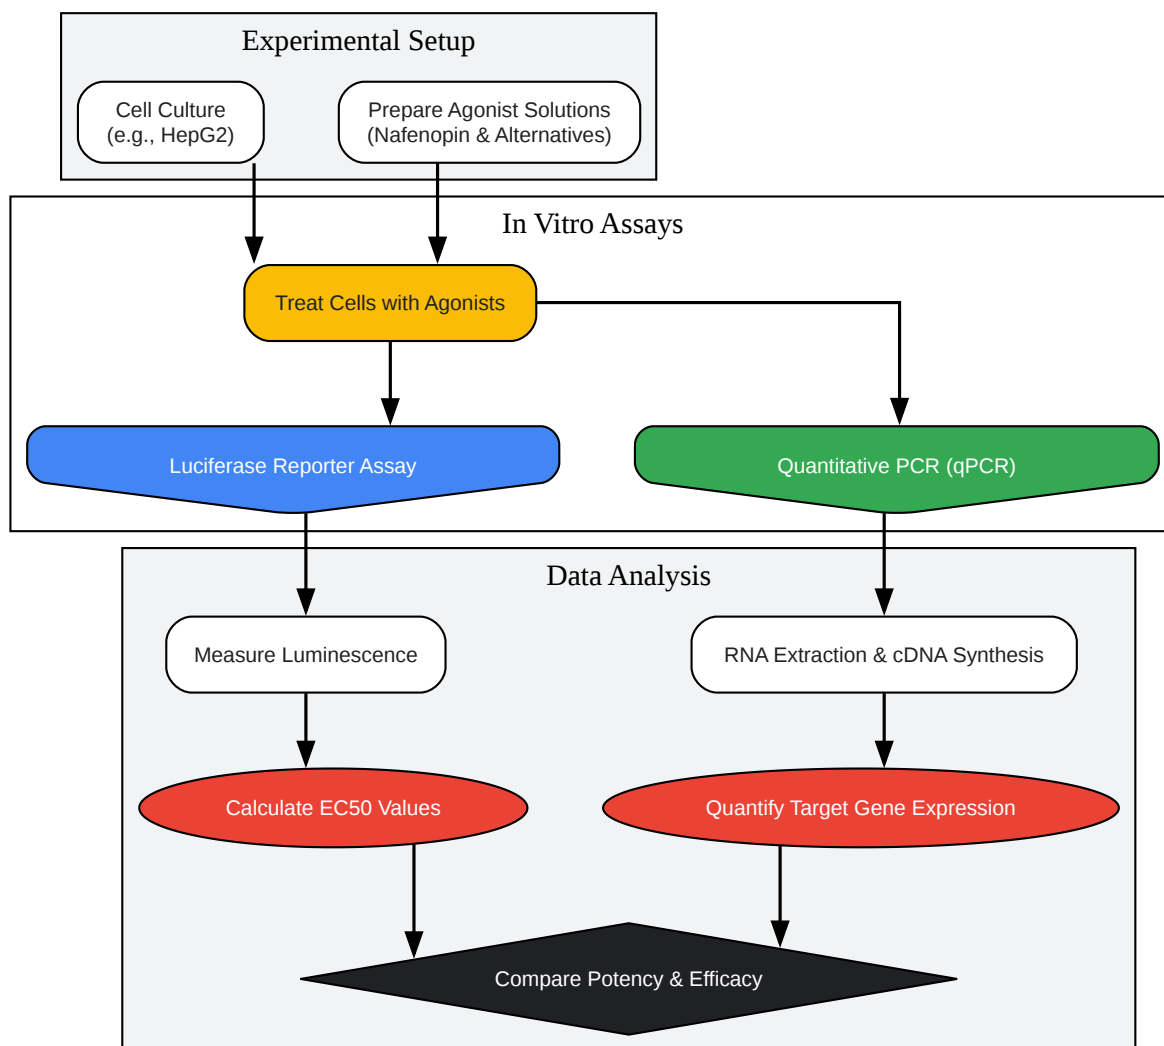 Experimental Setup
Cell Culture
(e.g., HepG2)
Prepare Agonist Solutions
(Nafenopin & Alternatives)
In Vitro Assays
Treat Cells with Agonists
Luciferase Reporter Assay
Quantitative PCR (qPCR)
Data Analysis
Measure Luminescence
RNA Extraction & cDNA Synthesis
Calculate EC50 Values
Quantify Target Gene Expression
Compare Potency & Efficacy